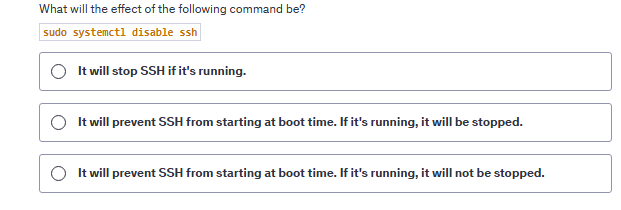 What will the effect of the following command be?
sudo systemctl disable ssh
It will stop SSH if it's running.
It will prevent SSH from starting at boot time. If it's running, it will be stopped.
It will prevent SSH from starting at boot time. If it's running, it will not be stopped.